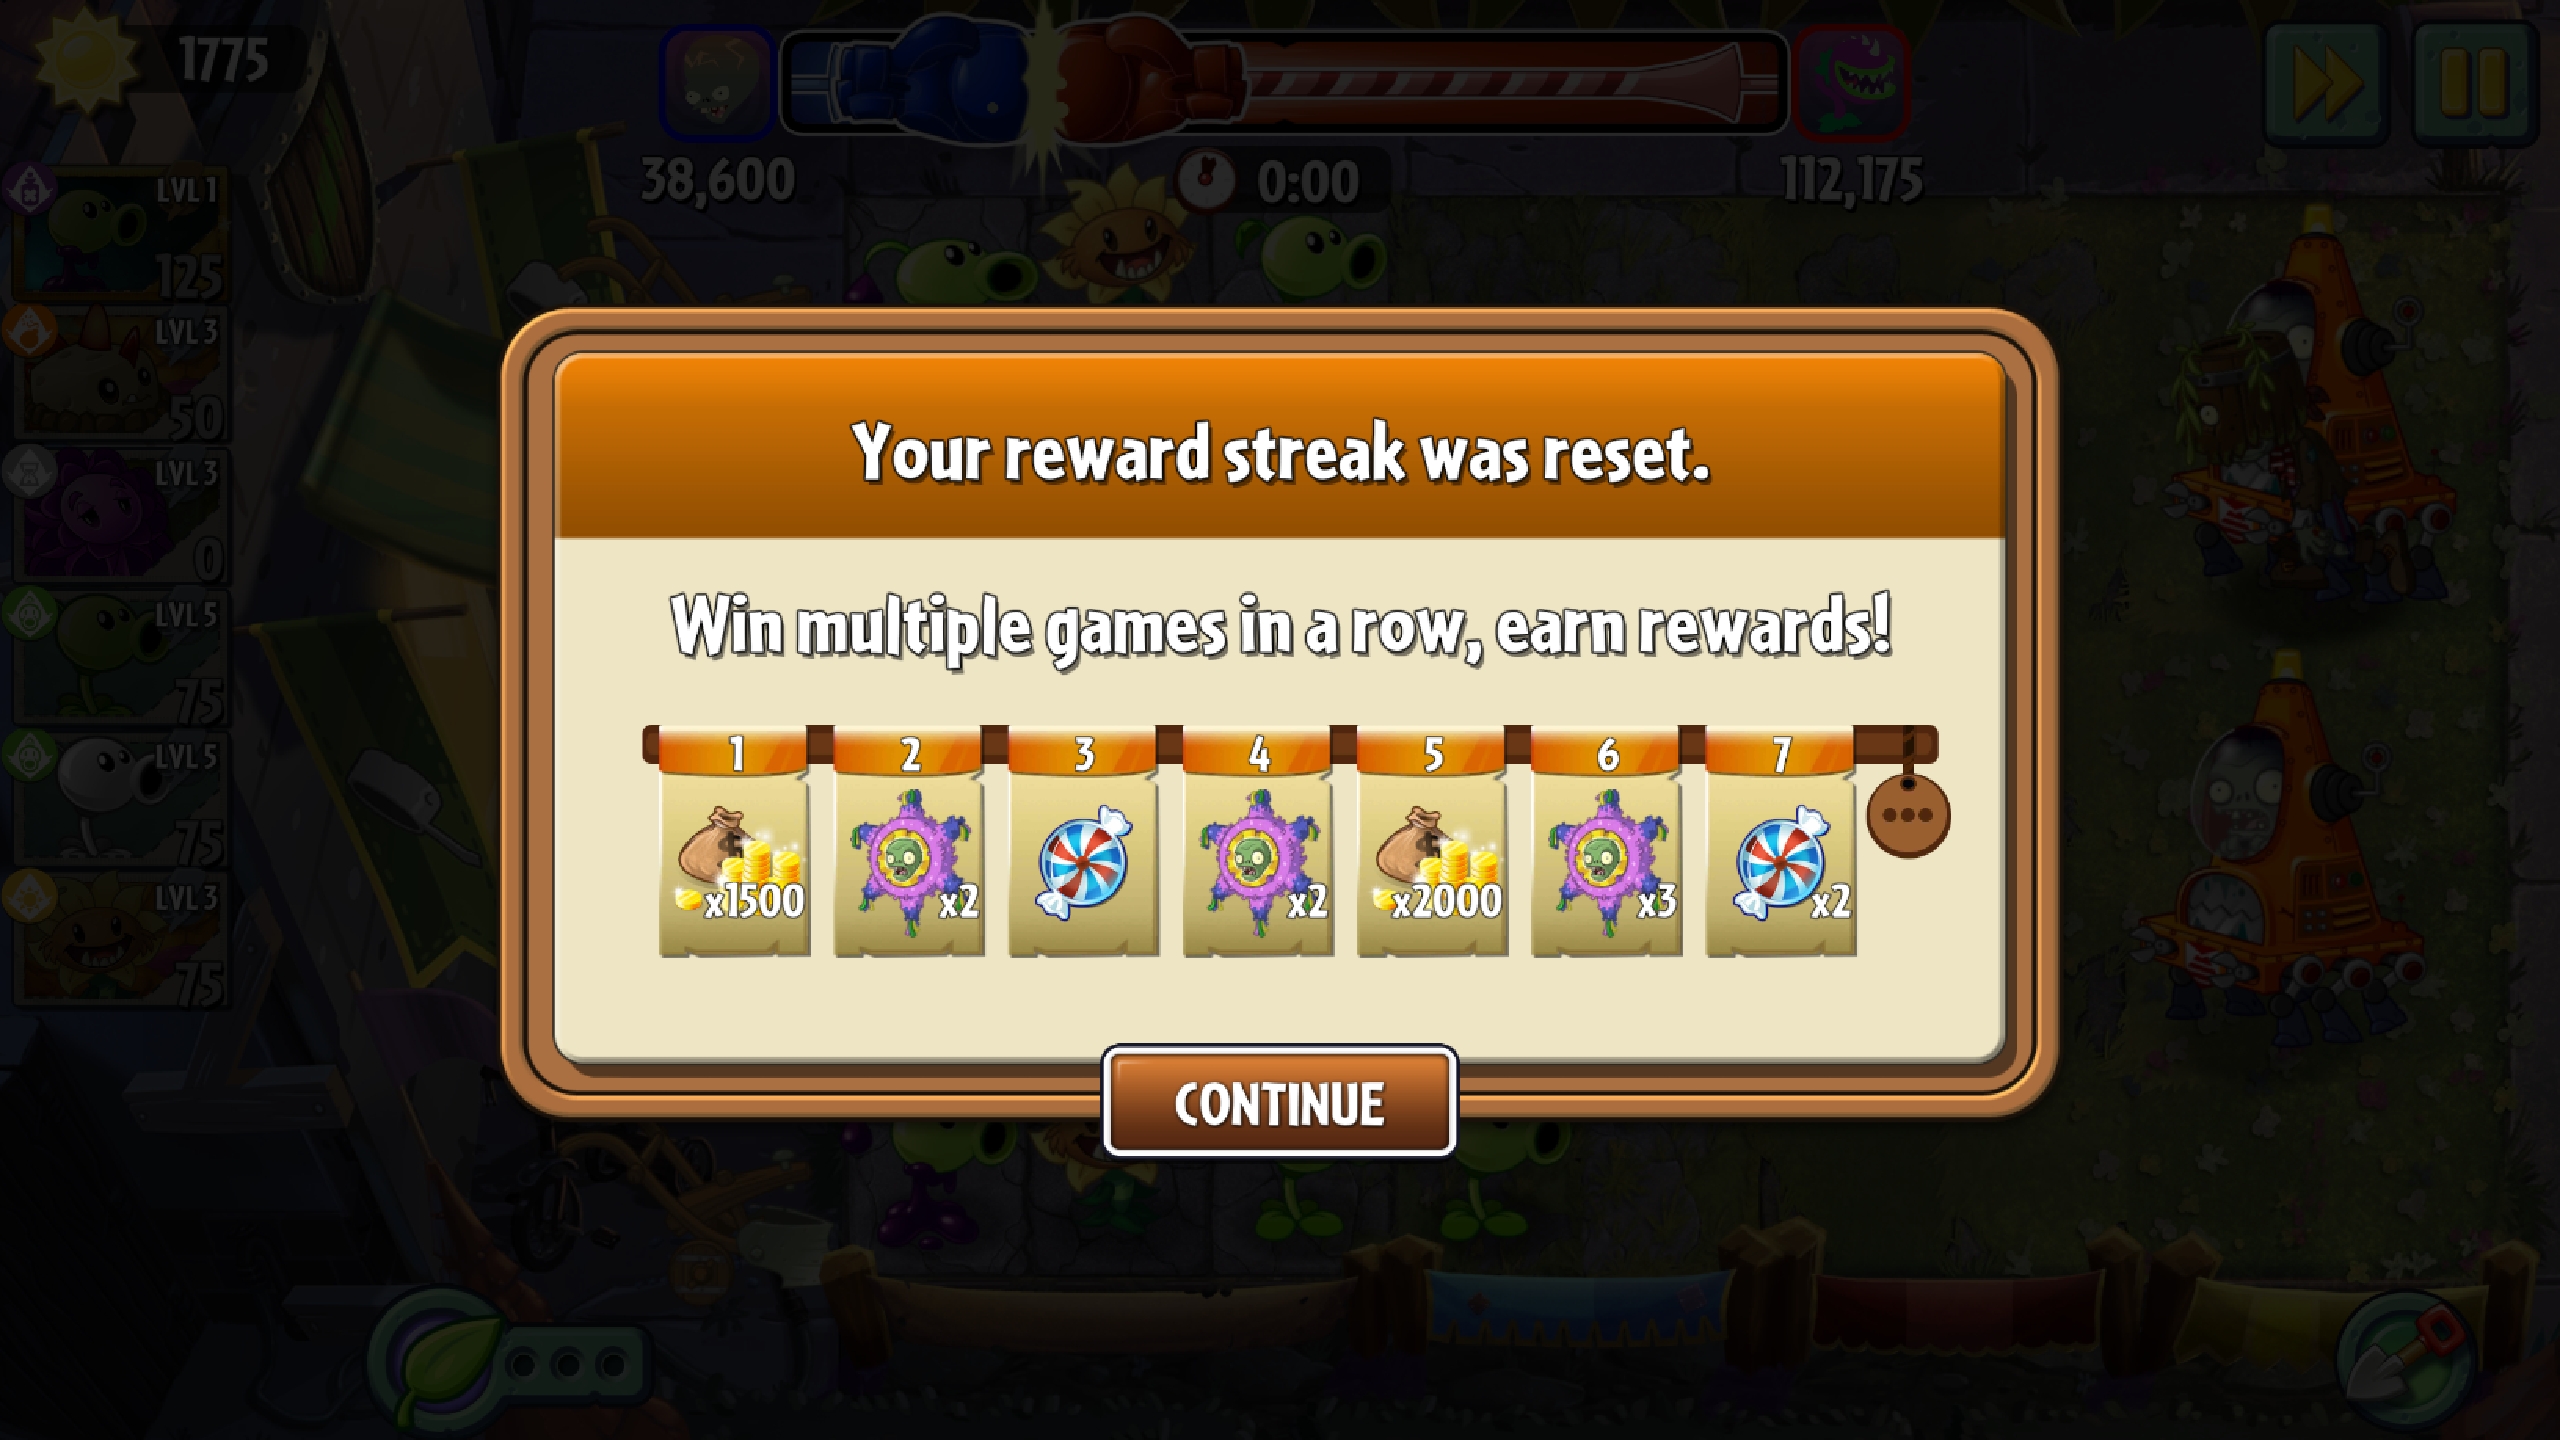 1775
38,600
0:00
112,175
LVL 1
125
LVL 3
50
LVL 3
0
LVL 5
75
LVL 5
75
LVL 3
75
Your reward streak was reset.
Win multiple games in a row, earn rewards!
1 2 3 4 5 6 7
x1500 x2 x2 x2000 x3 x2
CONTINUE